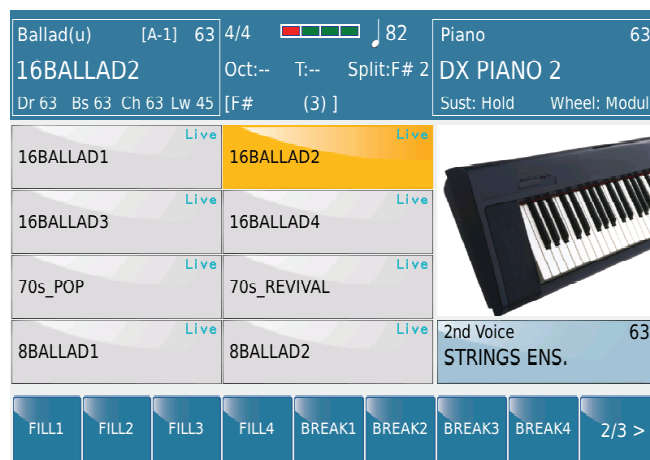 Ballad(u) [A-1] 63
16BALLAD2
Dr 63 Bs 63 Ch 63 Lw 45
4/4 82
Oct:-- T:-- Split:F# 2
[F# (3) ]
Piano 63
DX PIANO 2
Sust: Hold Wheel: Modul
Live
16BALLAD1
Live
16BALLAD2
Live
16BALLAD3
Live
16BALLAD4
Live
70s_POP
Live
70s_REVIVAL
Live
8BALLAD1
Live
8BALLAD2
2nd Voice 63
STRINGS ENS.
FILL1 FILL2 FILL3 FILL4 BREAK1 BREAK2 BREAK3 BREAK4 2/3 >